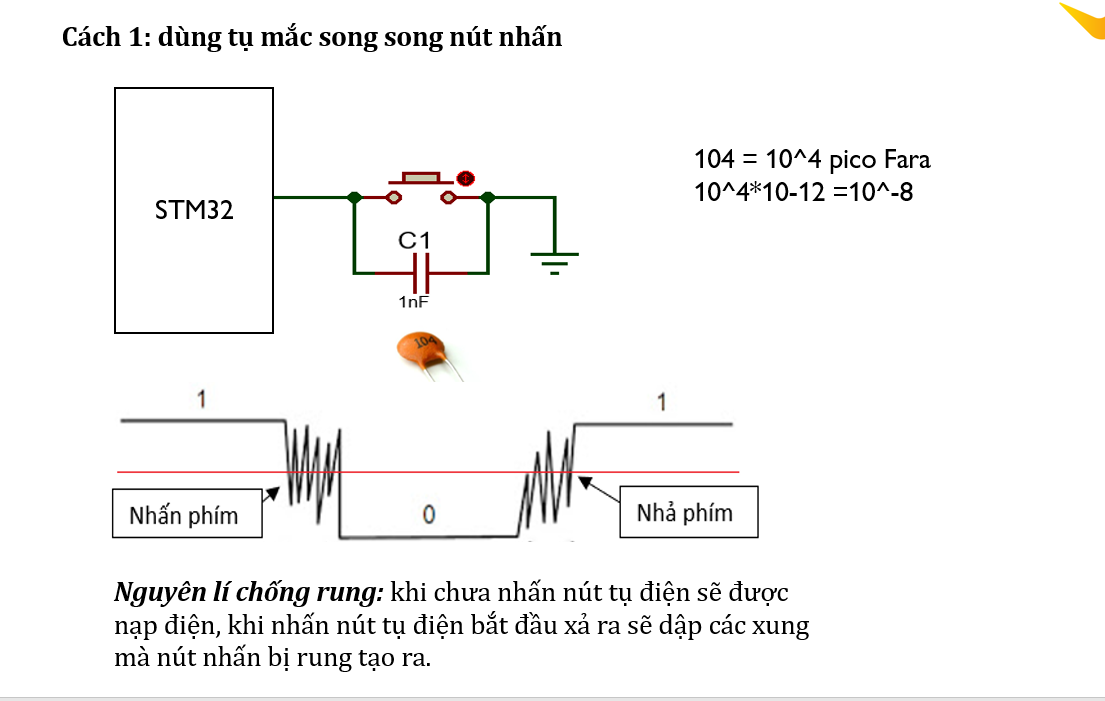 Cách 1: dùng tụ mắc song song nút nhấn
STM32
C1
1nF
104
104 = 10^4 pico Fara
10^4*10-12 =10^-8
1
1
Nhấn phím
0
Nhả phím
Nguyên lí chống rung: khi chưa nhấn nút tụ điện sẽ được
nạp điện, khi nhấn nút tụ điện bắt đầu xả ra sẽ dập các xung
mà nút nhấn bị rung tạo ra.